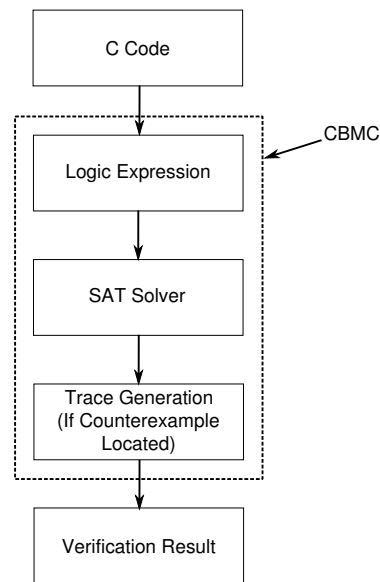 C Code
CBMC
Logic Expression
SAT Solver
Trace Generation
(If Counterexample
Located)
Verification Result